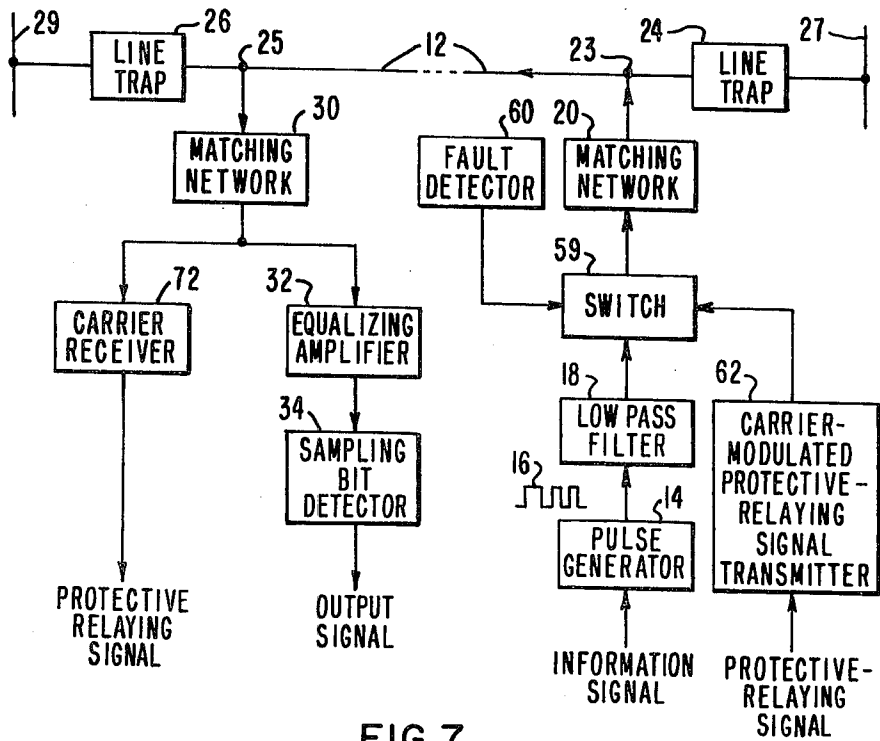 29
26
25
12
23
24
27
LINE
TRAP
LINE
TRAP
30
60
20
MATCHING
NETWORK
FAULT
DETECTOR
MATCHING
NETWORK
59
72
32
SWITCH
CARRIER
RECEIVER
EQUALIZING
AMPLIFIER
18
62
34
LOW PASS
FILTER
CARRIER-
MODULATED
PROTECTIVE-
RELAYING
SIGNAL
TRANSMITTER
SAMPLING
BIT
DETECTOR
16
14
PULSE
GENERATOR
PROTECTIVE
RELAYING
SIGNAL
OUTPUT
SIGNAL
INFORMATION
SIGNAL
PROTECTIVE-
RELAYING
SIGNAL
FIG. 7